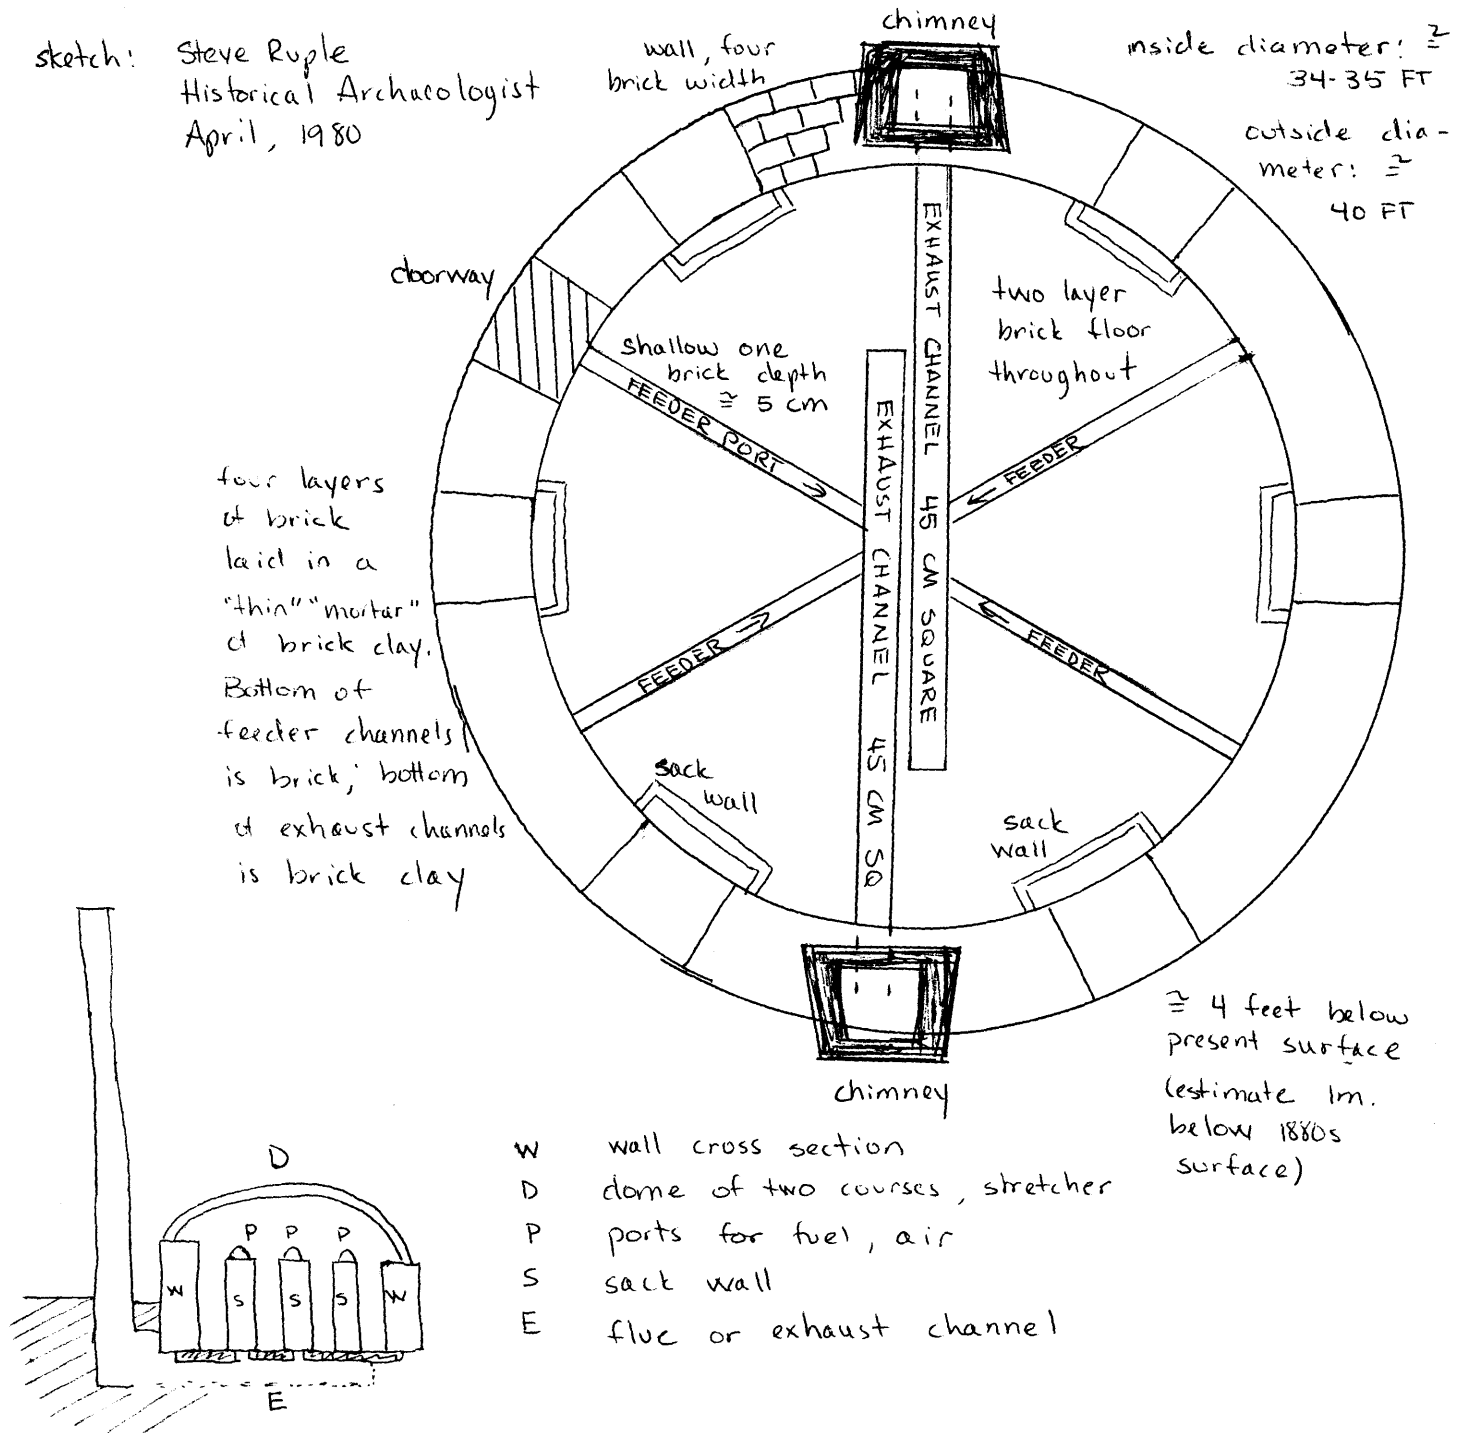 sketch: Steve Ruple
Historical Archaeologist
April, 1980
wall, four
brick width
chimney
inside diameter: ≅
34-35 FT
outside dia-
meter: ≅
40 FT
doorway
EXHAUST CHANNEL 45 CM SQUARE
two layer
brick floor
throughout
shallow one
brick depth
≅ 5 cm
FEEDER PORT →
← FEEDER
EXHAUST CHANNEL 45 CM SQ
four layers
of brick
laid in a
"thin" "mortar"
of brick clay.
Bottom of
feeder channels
is brick; bottom
of exhaust channels
is brick clay
FEEDER →
← FEEDER
sack
wall
sack
wall
chimney
≅ 4 feet below
present surface
(estimate 1m.
below 1880s
surface)
W wall cross section
D dome of two courses, stretcher
P ports for fuel, air
S sack wall
E flue or exhaust channel
D
P P P
W S S S W
E